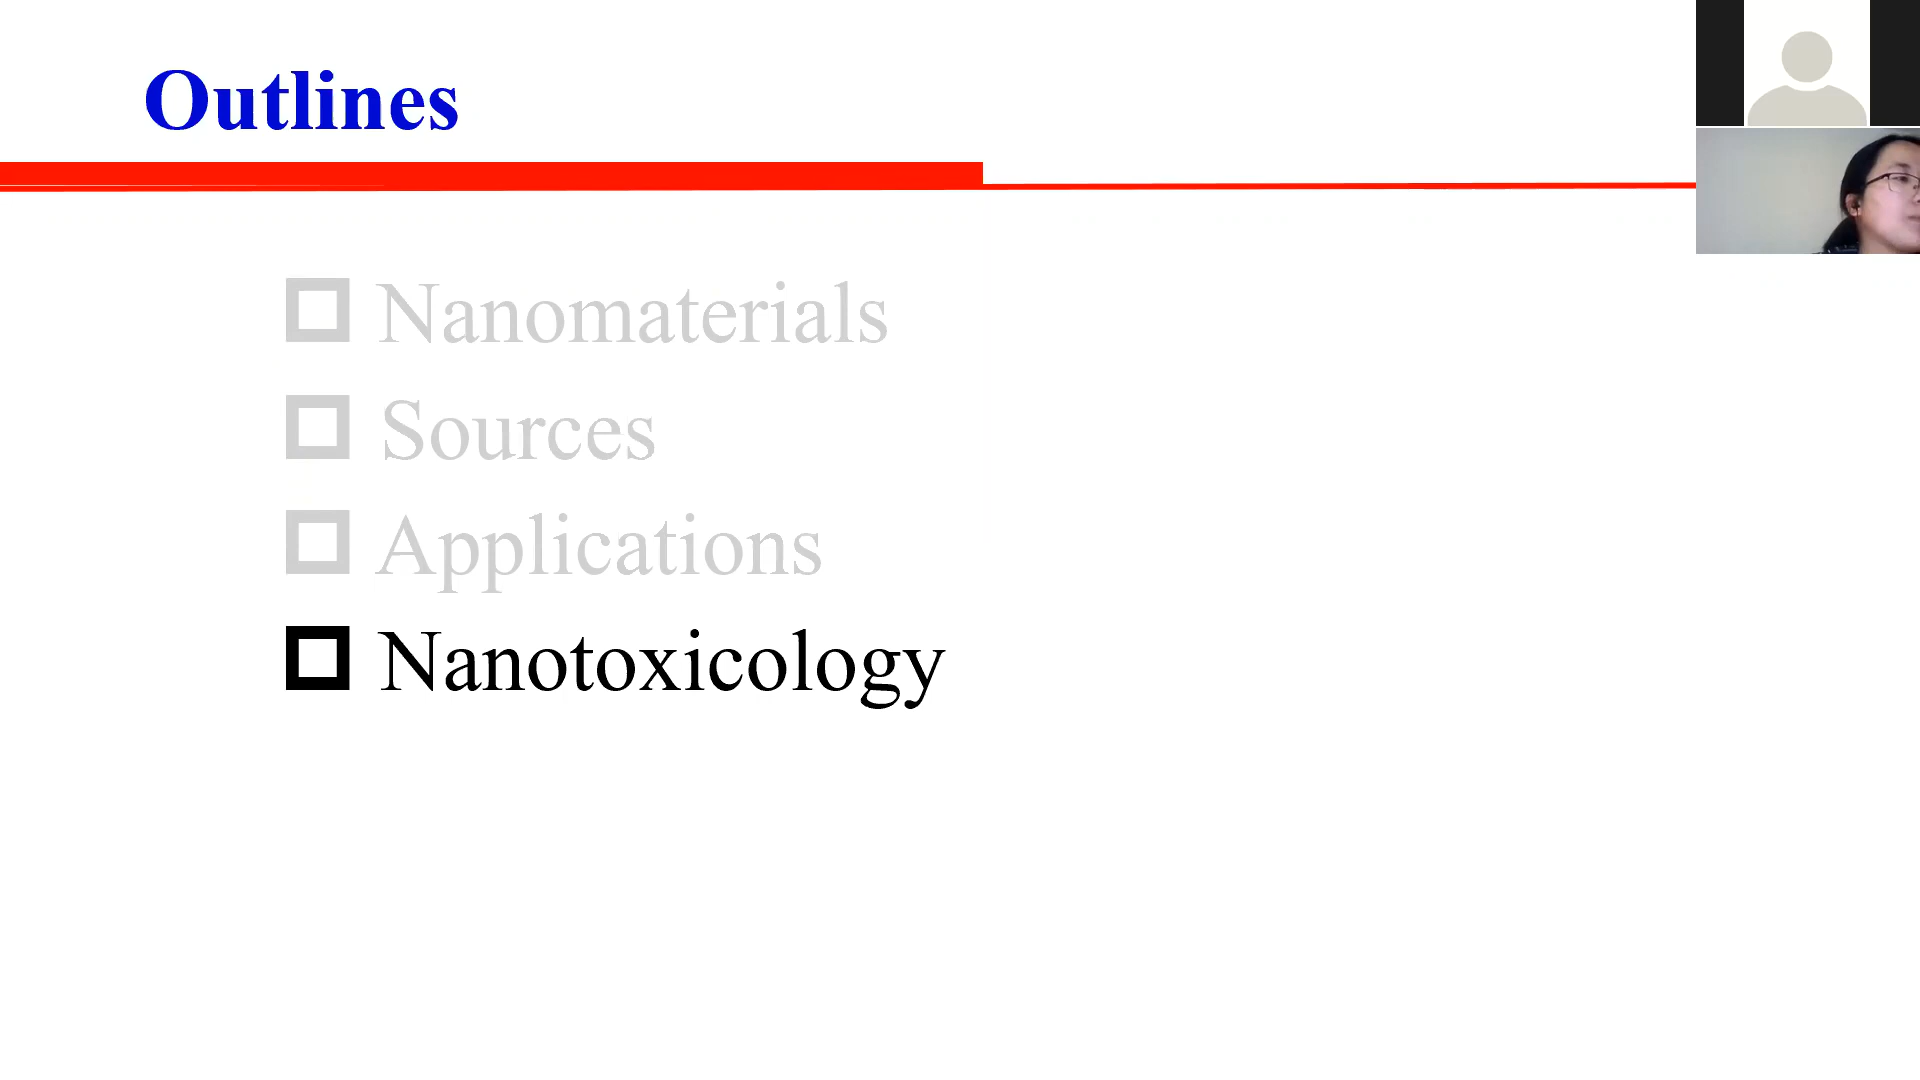 Outlines
Nanomaterials
Sources
Applications
Nanotoxicology